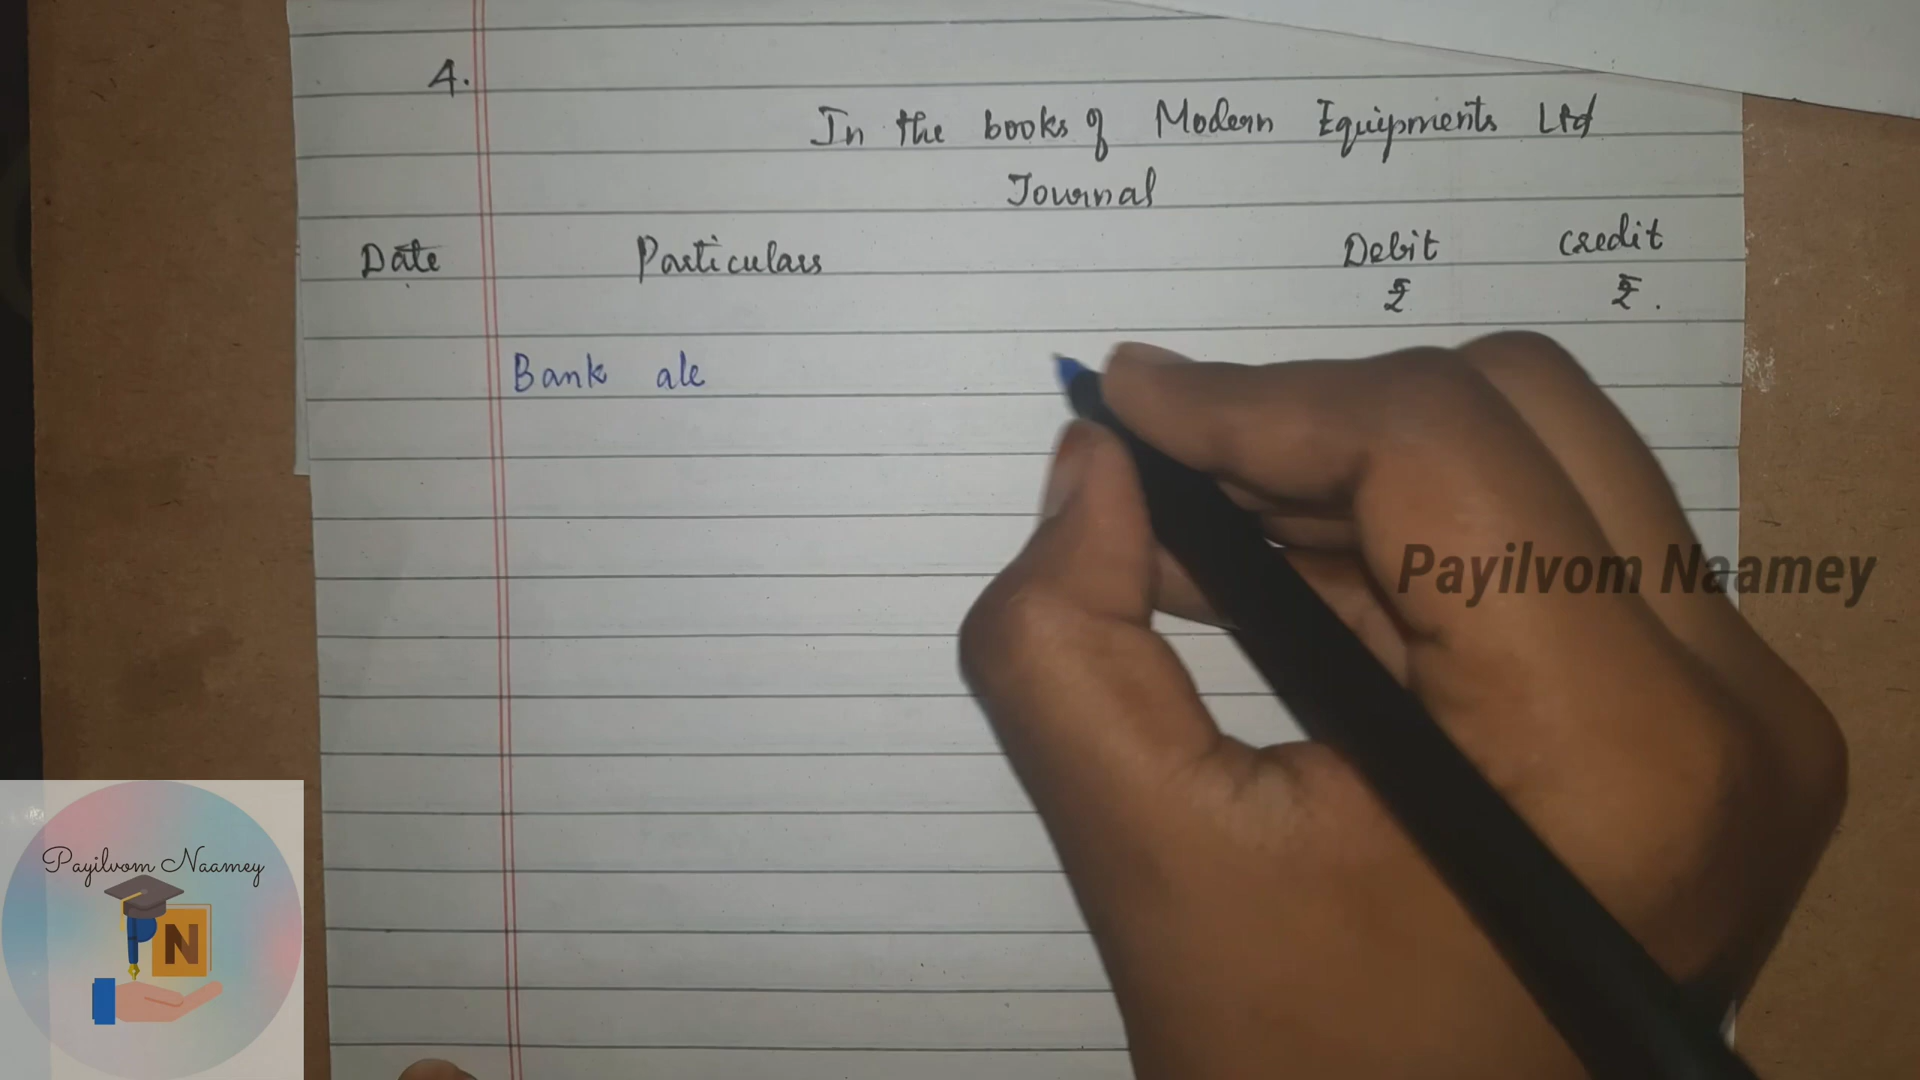 4.
In the books of Modern Equipments Ltd
Journal
Date Particulars Debit Credit
₹ ₹.
Bank a/c
Payilvom Naamey
Payilvom Naamey
P N